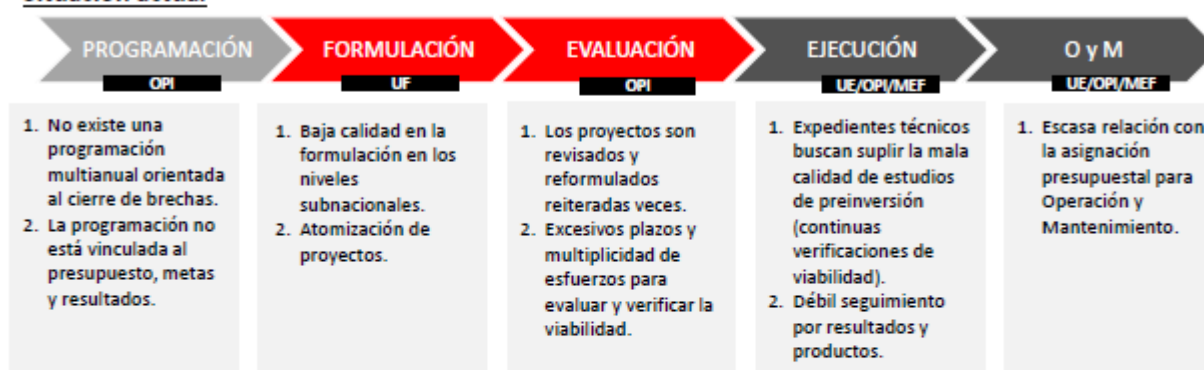 Situación actual
PROGRAMACIÓN
OPI
FORMULACIÓN
UF
EVALUACIÓN
OPI
EJECUCIÓN
UE/OPI/MEF
O y M
UE/OPI/MEF
1. No existe una
programación
multianual orientada
al cierre de brechas.
2. La programación no
está vinculada al
presupuesto, metas
y resultados.
1. Baja calidad en la
formulación en los
niveles
subnacionales.
2. Atomización de
proyectos.
1. Los proyectos son
revisados y
reformulados
reiteradas veces.
2. Excesivos plazos y
multiplicidad de
esfuerzos para
evaluar y verificar la
viabilidad.
1. Expedientes técnicos
buscan suplir la mala
calidad de estudios
de preinversión
(continuas
verificaciones de
viabilidad).
2. Débil seguimiento
por resultados y
productos.
1. Escasa relación con
la asignación
presupuestal para
Operación y
Mantenimiento.